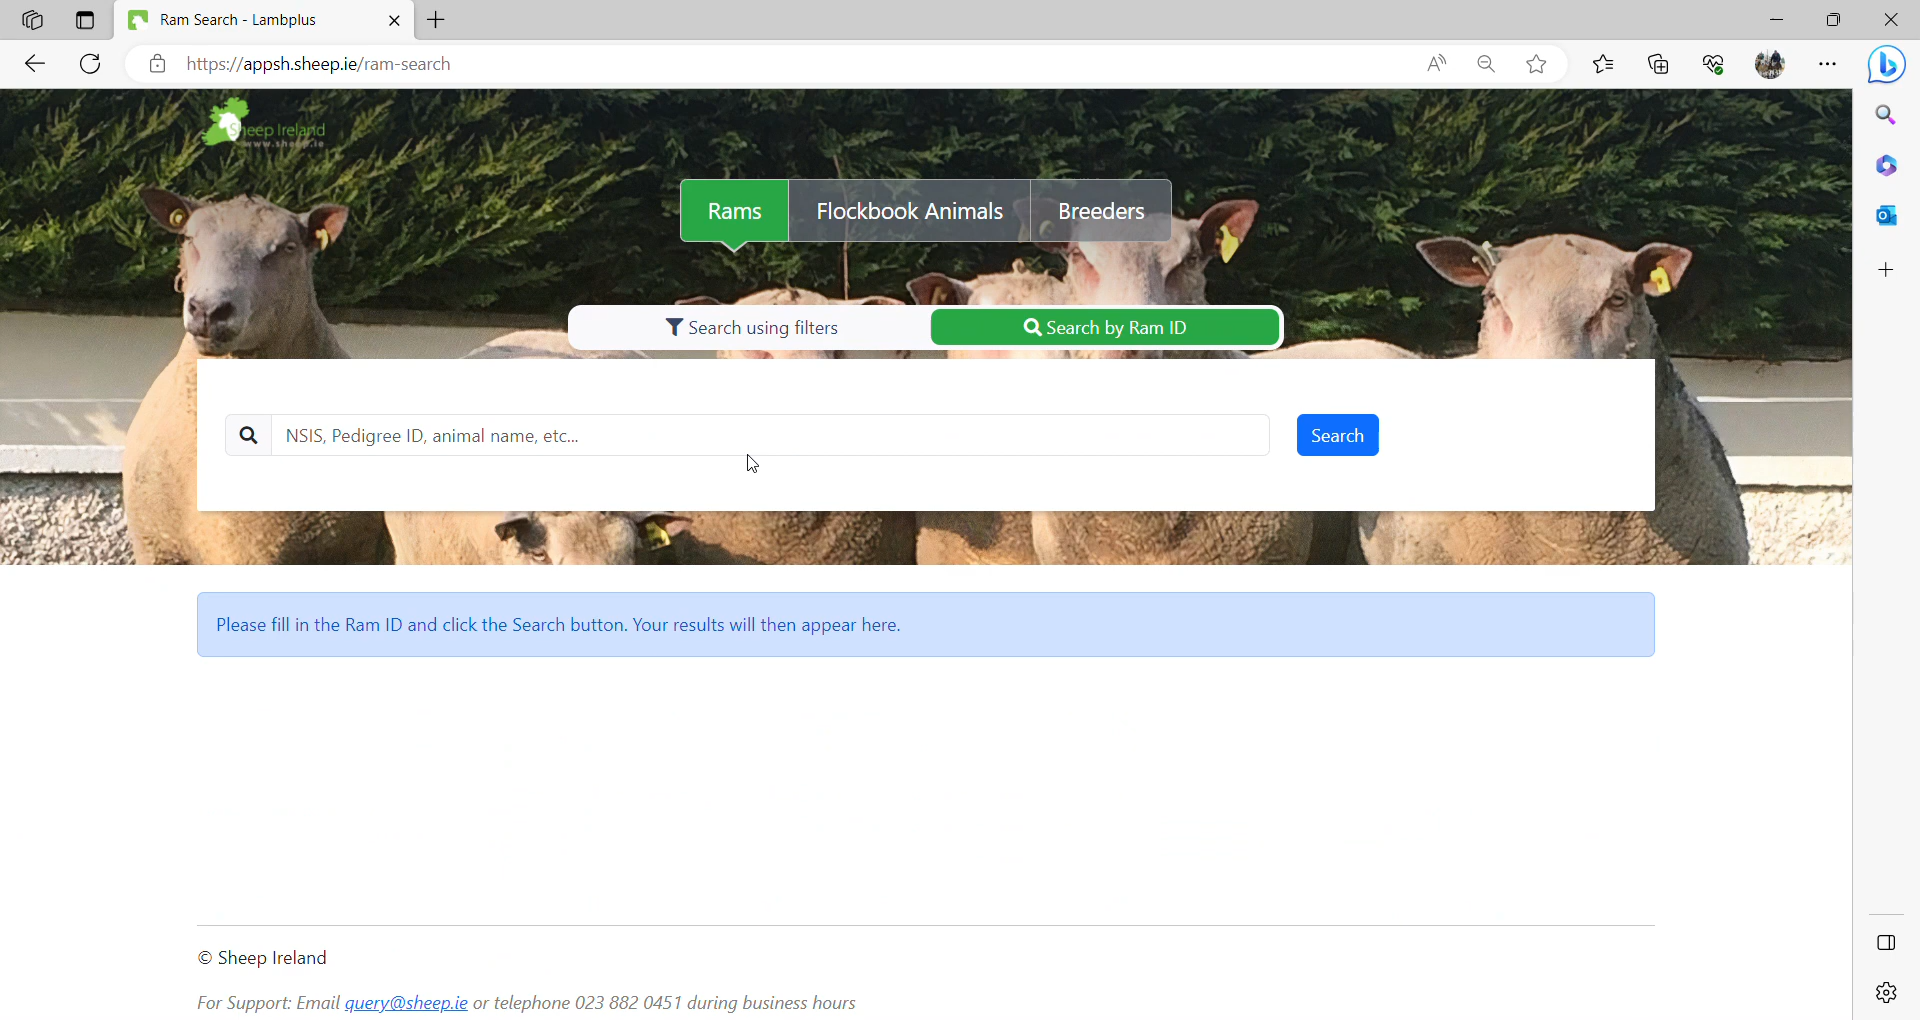 Ram Search - Lambplus
https://appsh.sheep.ie/ram-search
Sheep Ireland
www.sheep.ie
Rams Flockbook Animals Breeders
Search using filters Search by Ram ID
NSIS, Pedigree ID, animal name, etc... Search
Please fill in the Ram ID and click the Search button. Your results will then appear here.
© Sheep Ireland
For Support: Email query@sheep.ie or telephone 023 882 0451 during business hours